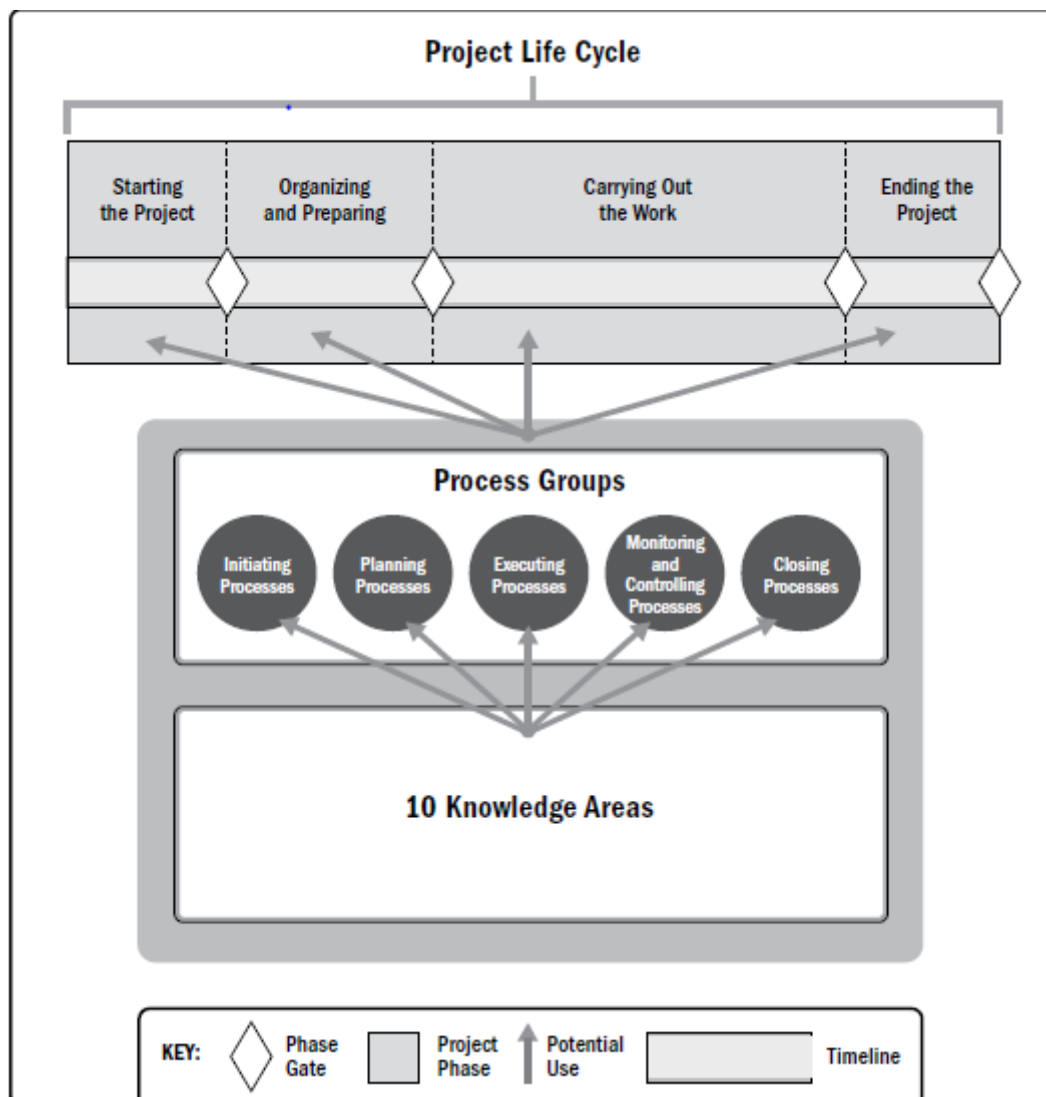 Project Life Cycle
Starting
the Project
Organizing
and Preparing
Carrying Out
the Work
Ending the
Project
Process Groups
Initiating
Processes
Planning
Processes
Executing
Processes
Monitoring
and
Controlling
Processes
Closing
Processes
10 Knowledge Areas
KEY:
Phase
Gate
Project
Phase
Potential
Use
Timeline